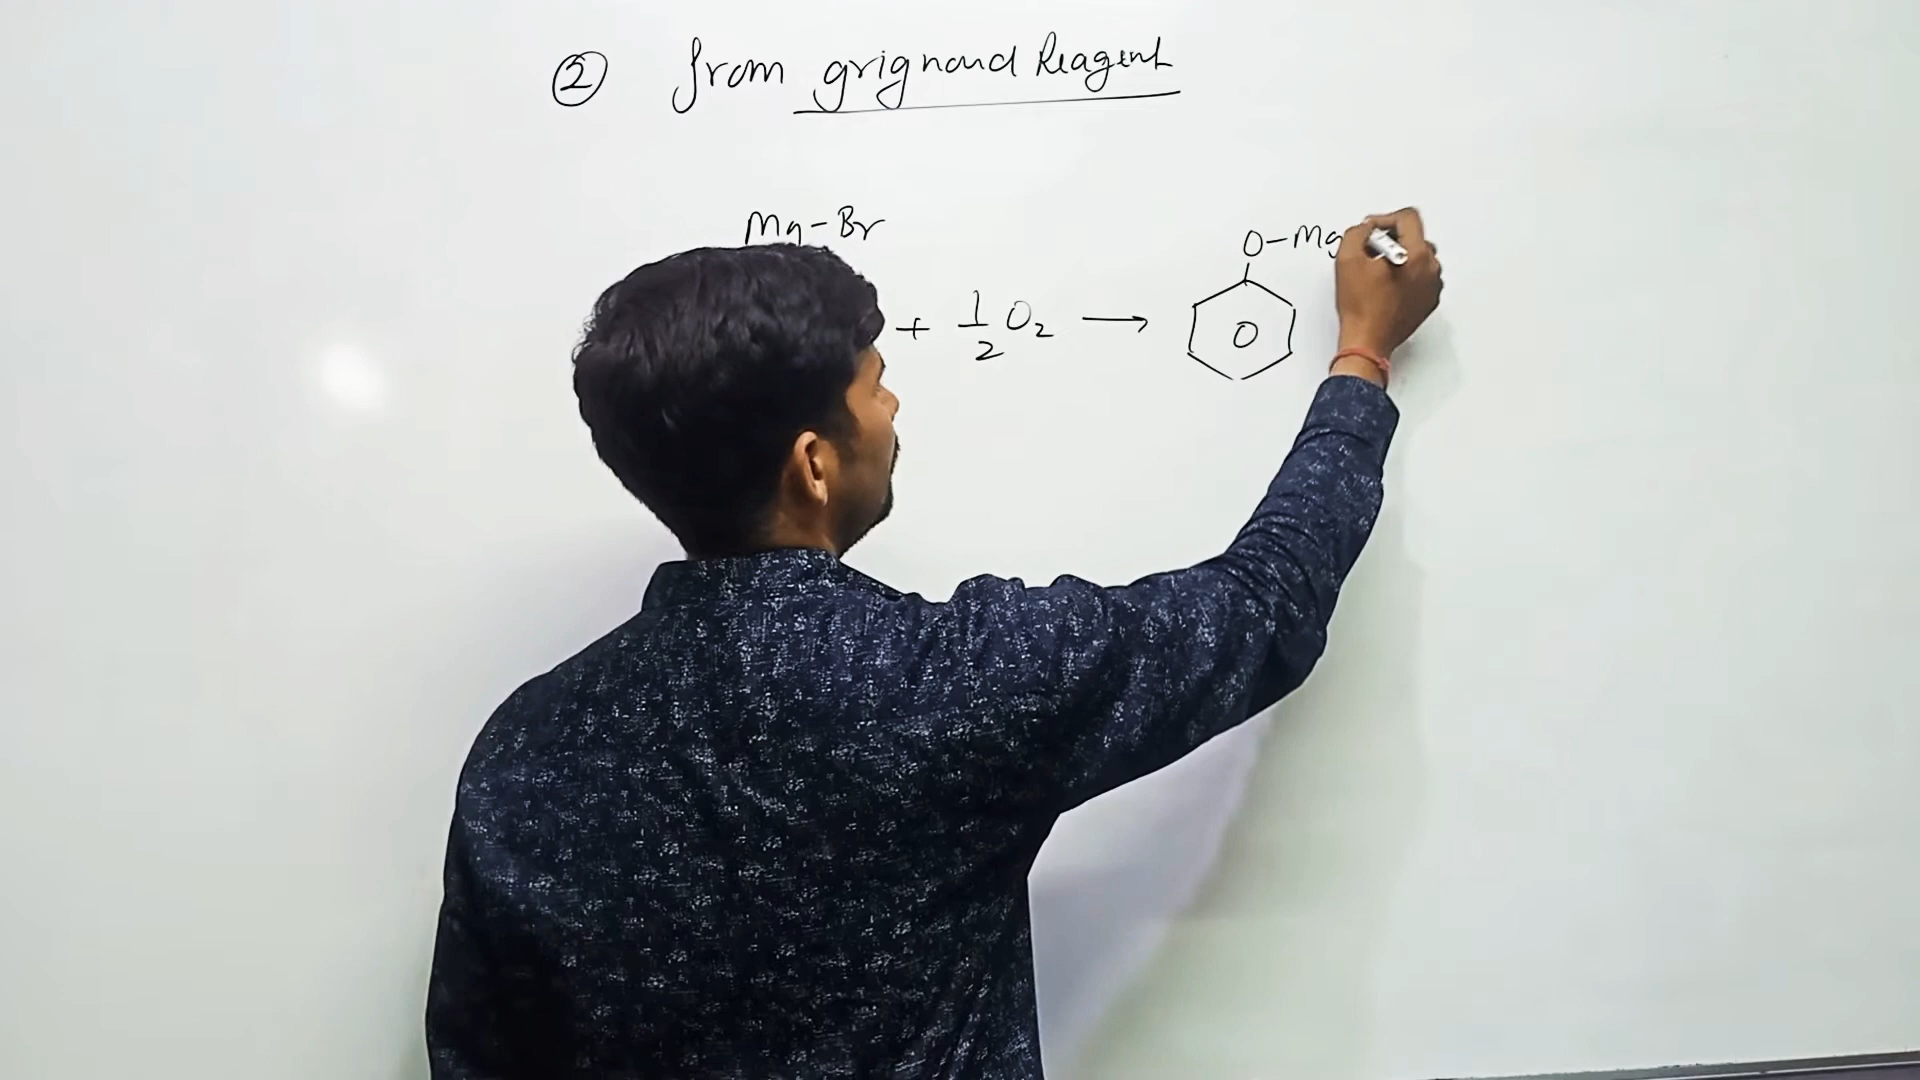 ② from grignard Reagent
Mg-Br
O-Mg
+ 1/2 O₂ →